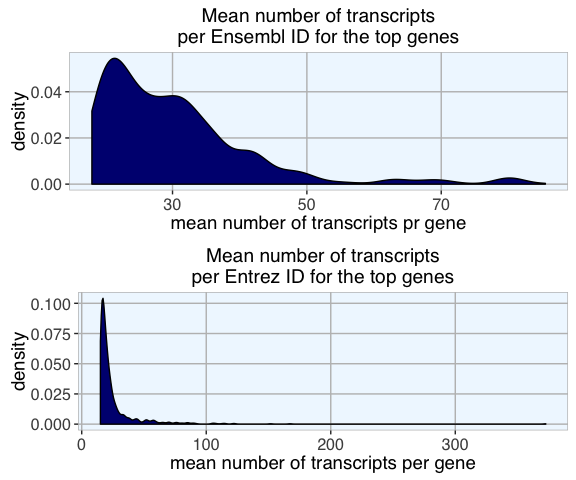 Mean number of transcripts
per Ensembl ID for the top genes
density
0.04
0.02
0.00
30
50
70
mean number of transcripts pr gene
Mean number of transcripts
per Entrez ID for the top genes
density
0.100
0.075
0.050
0.025
0.000
0
100
200
300
mean number of transcripts per gene